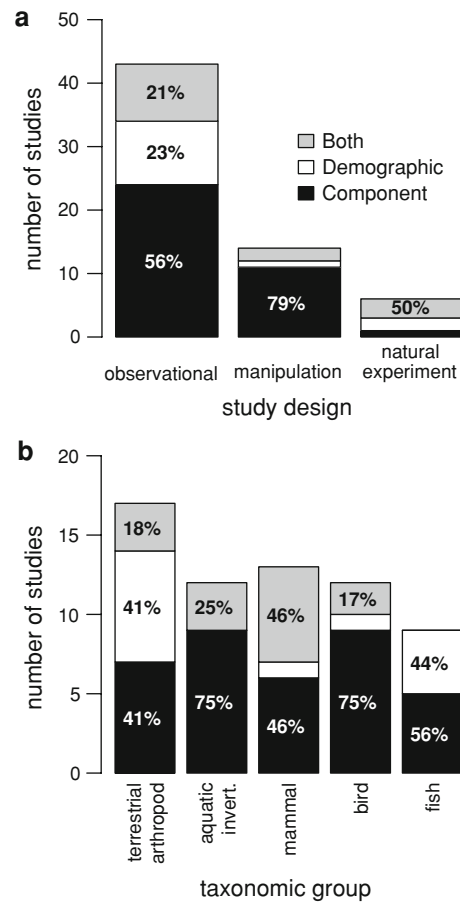 a
number of studies
50
40
30
20
10
0
21%
23%
56%
79%
50%
Both
Demographic
Component
observational
manipulation
natural
experiment
study design
b
number of studies
20
15
10
5
0
18%
41%
41%
25%
75%
46%
46%
17%
75%
44%
56%
terrestrial
arthropod
aquatic
invert.
mammal
bird
fish
taxonomic group